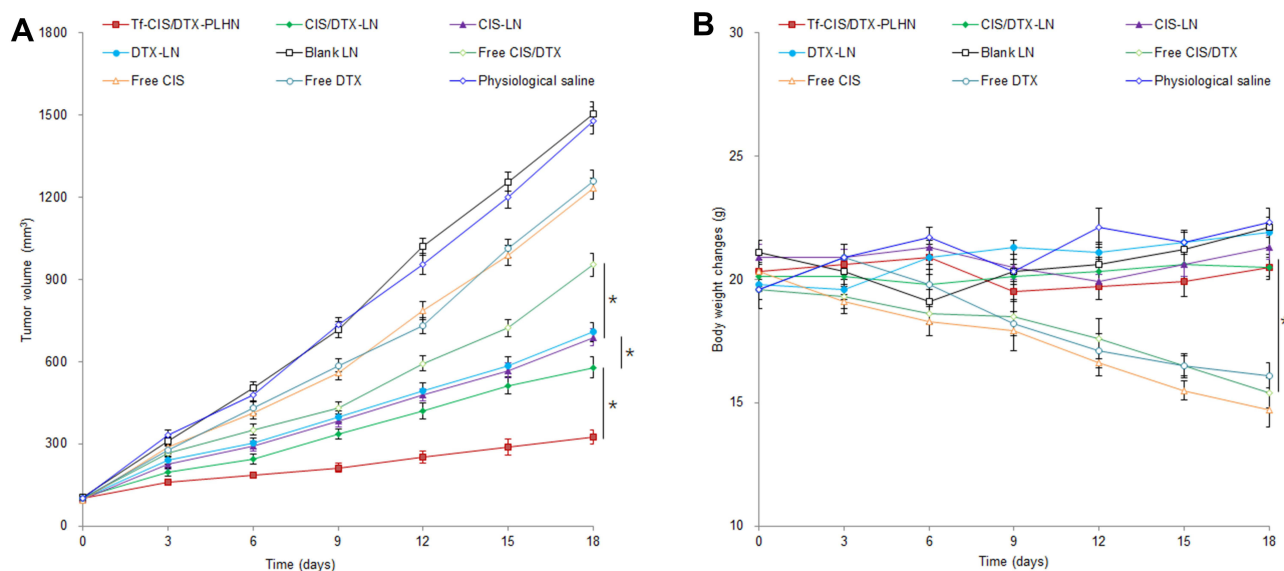 A
Tf-CIS/DTX-PLHN CIS/DTX-LN CIS-LN
DTX-LN Blank LN Free CIS/DTX
Free CIS Free DTX Physiological saline
1800
1500
1200
900
600
300
0
Tumor volume (mm³)
*
*
*
0 3 6 9 12 15 18
Time (days)
B
Tf-CIS/DTX-PLHN CIS/DTX-LN CIS-LN
DTX-LN Blank LN Free CIS/DTX
Free CIS Free DTX Physiological saline
30
25
20
15
10
Body weight changes (g)
*
0 3 6 9 12 15 18
Time (days)